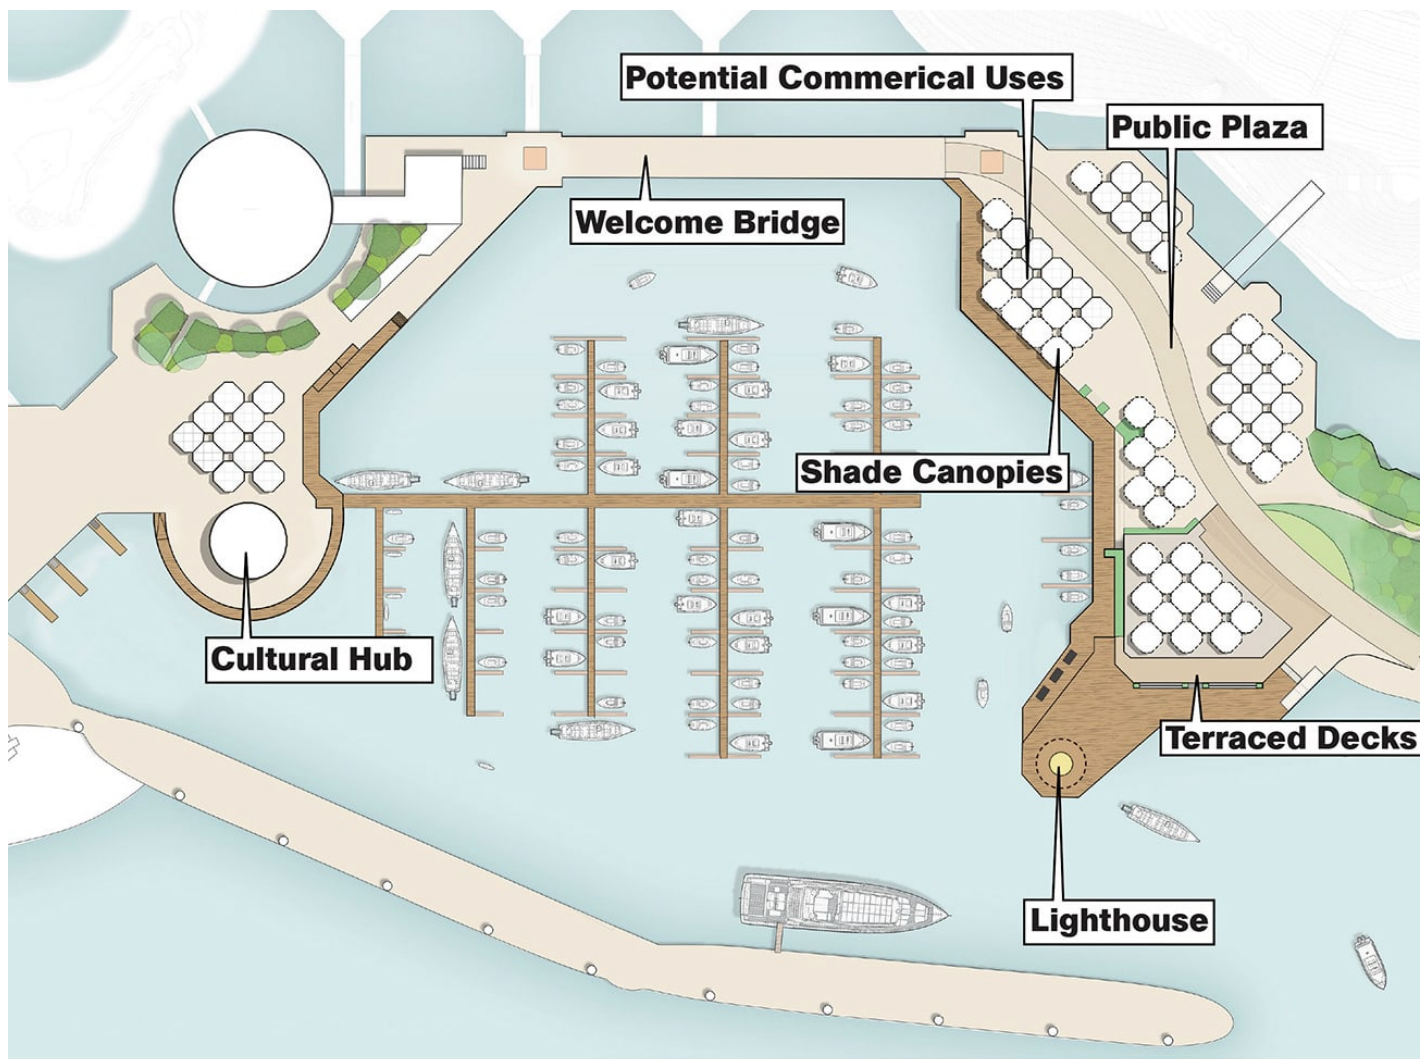 Potential Commerical Uses
Public Plaza
Welcome Bridge
Shade Canopies
Cultural Hub
Terraced Decks
Lighthouse